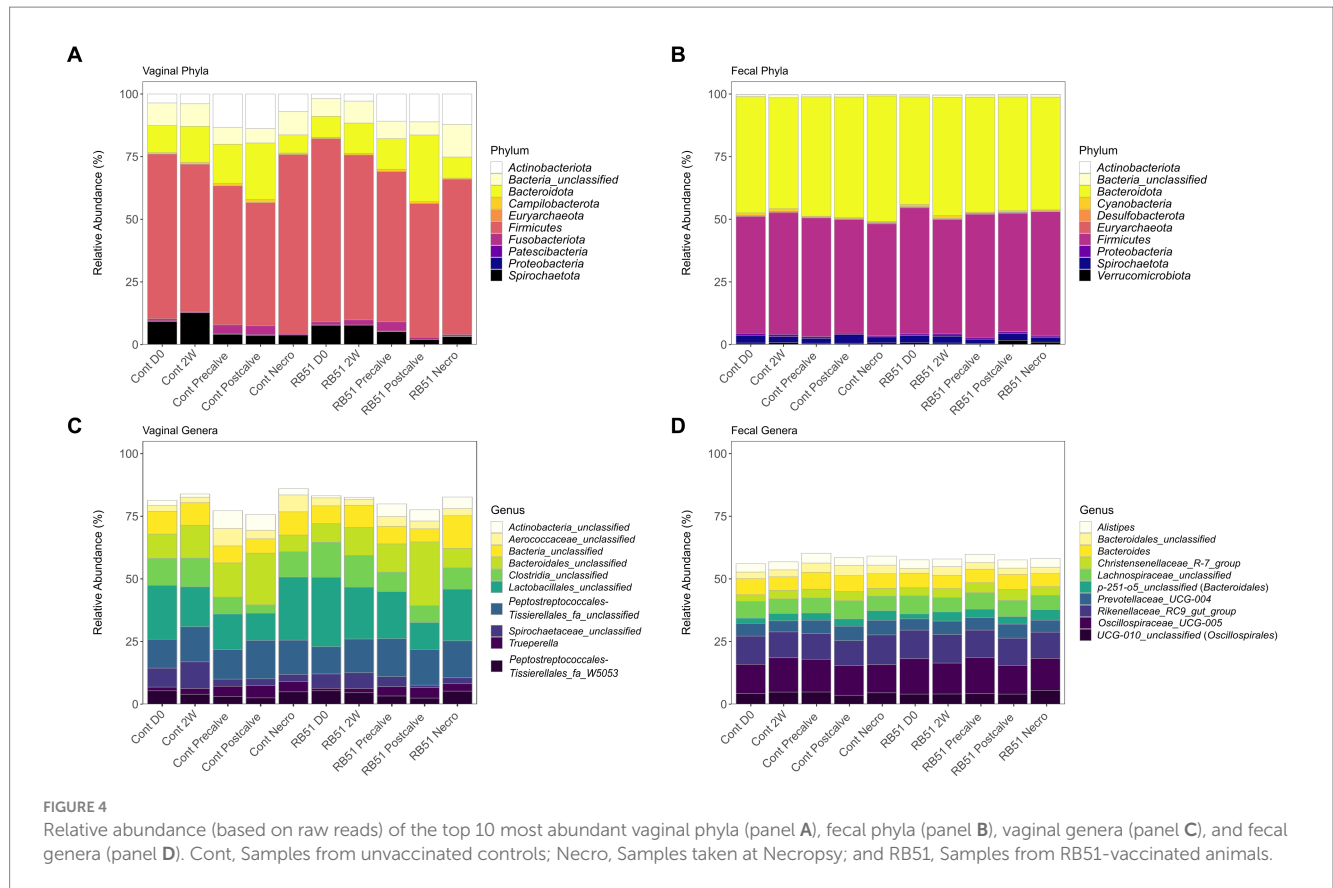 A
Vaginal Phyla
Relative Abundance (%)
100
75
50
25
0
Cont D0
Cont 2W
Cont Precalve
Cont Postcalve
Cont Necro
RB51 D0
RB51 2W
RB51 Precalve
RB51 Postcalve
RB51 Necro
Phylum
Actinobacteriota
Bacteria_unclassified
Bacteroidota
Campilobacterota
Euryarchaeota
Firmicutes
Fusobacteriota
Patescibacteria
Proteobacteria
Spirochaetota
B
Fecal Phyla
Relative Abundance (%)
100
75
50
25
0
Cont D0
Cont 2W
Cont Precalve
Cont Postcalve
Cont Necro
RB51 D0
RB51 2W
RB51 Precalve
RB51 Postcalve
RB51 Necro
Phylum
Actinobacteriota
Bacteria_unclassified
Bacteroidota
Cyanobacteria
Desulfobacterota
Euryarchaeota
Firmicutes
Proteobacteria
Spirochaetota
Verrucomicrobiota
C
Vaginal Genera
Relative Abundance (%)
100
75
50
25
0
Cont D0
Cont 2W
Cont Precalve
Cont Postcalve
Cont Necro
RB51 D0
RB51 2W
RB51 Precalve
RB51 Postcalve
RB51 Necro
Genus
Actinobacteria_unclassified
Aerococcaceae_unclassified
Bacteria_unclassified
Bacteroidales_unclassified
Clostridia_unclassified
Lactobacillales_unclassified
Peptostreptococcales-
Tissierellales_fa_unclassified
Spirochaetaceae_unclassified
Trueperella
Peptostreptococcales-
Tissierellales_fa_W5053
D
Fecal Genera
Relative Abundance (%)
100
75
50
25
0
Cont D0
Cont 2W
Cont Precalve
Cont Postcalve
Cont Necro
RB51 D0
RB51 2W
RB51 Precalve
RB51 Postcalve
RB51 Necro
Genus
Alistipes
Bacteroidales_unclassified
Bacteroides
Christensenellaceae_R-7_group
Lachnospiraceae_unclassified
p-251-o5_unclassified (Bacteroidales)
Prevotellaceae_UCG-004
Rikenellaceae_RC9_gut_group
Oscillospiraceae_UCG-005
UCG-010_unclassified (Oscillospirales)
FIGURE 4
Relative abundance (based on raw reads) of the top 10 most abundant vaginal phyla (panel A), fecal phyla (panel B), vaginal genera (panel C), and fecal
genera (panel D). Cont, Samples from unvaccinated controls; Necro, Samples taken at Necropsy; and RB51, Samples from RB51-vaccinated animals.